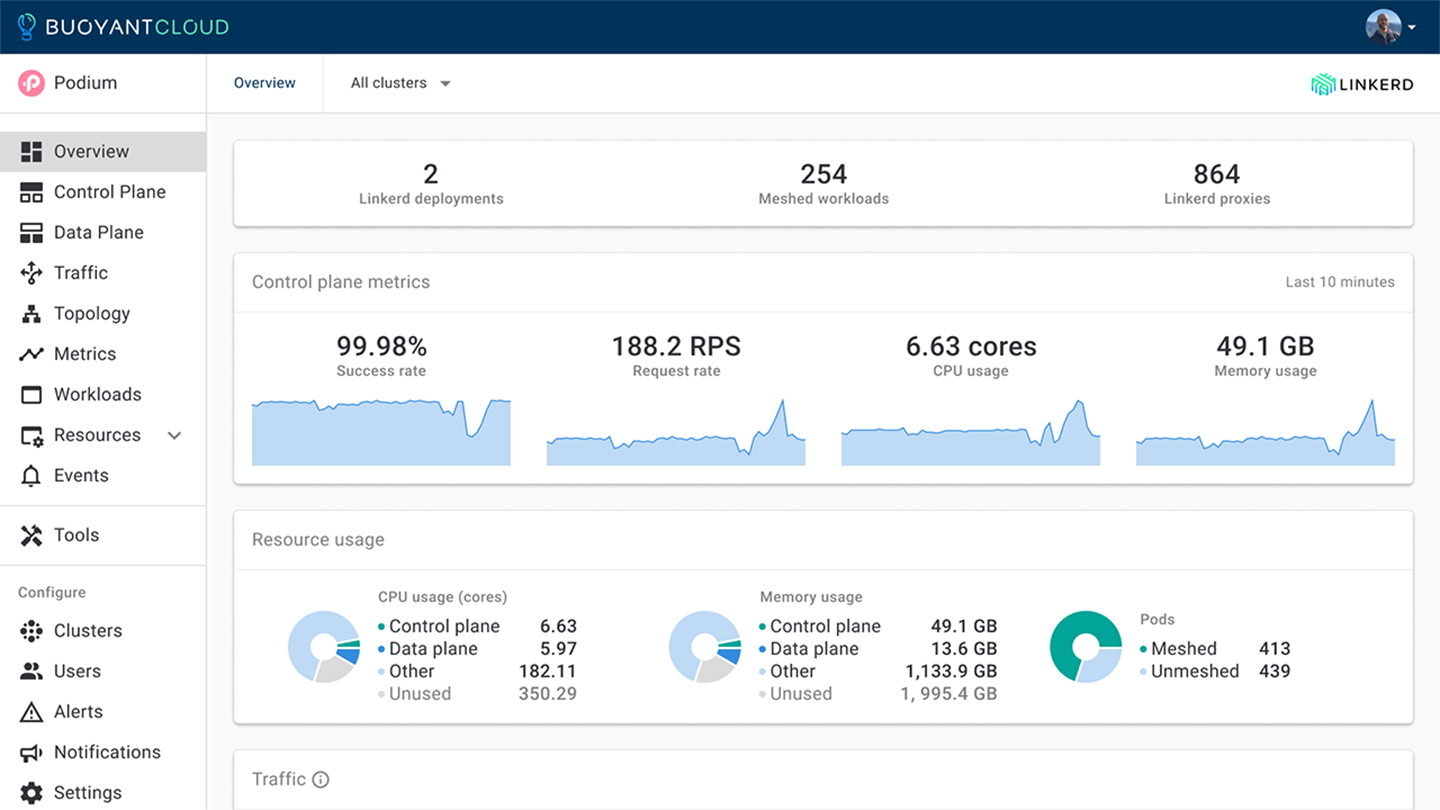 BUOYANTCLOUD
Podium
Overview
All clusters
LINKERD
Overview
Control Plane
Data Plane
Traffic
Topology
Metrics
Workloads
Resources
Events
Tools
Configure
Clusters
Users
Alerts
Notifications
Settings
2
Linkerd deployments
254
Meshed workloads
864
Linkerd proxies
Control plane metrics
Last 10 minutes
99.98%
Success rate
188.2 RPS
Request rate
6.63 cores
CPU usage
49.1 GB
Memory usage
Resource usage
CPU usage (cores)
Control plane 6.63
Data plane 5.97
Other 182.11
Unused 350.29
Memory usage
Control plane 49.1 GB
Data plane 13.6 GB
Other 1,133.9 GB
Unused 1, 995.4 GB
Pods
Meshed 413
Unmeshed 439
Traffic